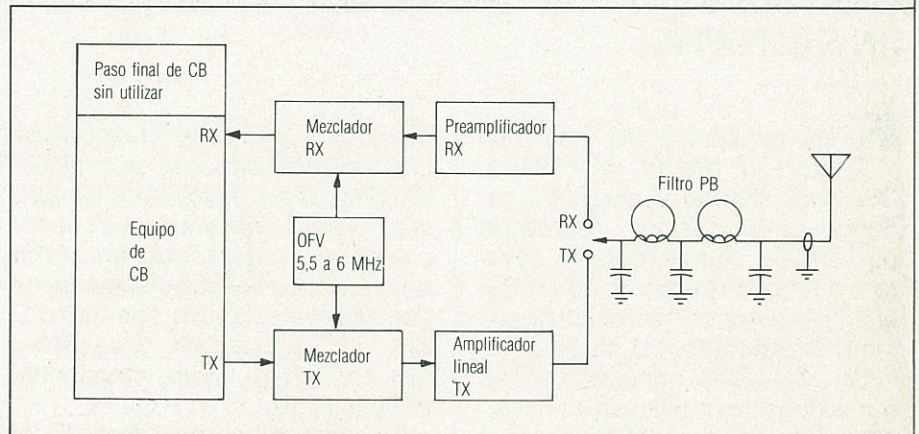 Paso final de CB
sin utilizar
RX
Equipo
de
CB
TX
Mezclador
RX
Preamplificador
RX
OFV
5,5 a 6 MHz
Mezclador
TX
Amplificador
lineal
TX
RX
TX
Filtro PB